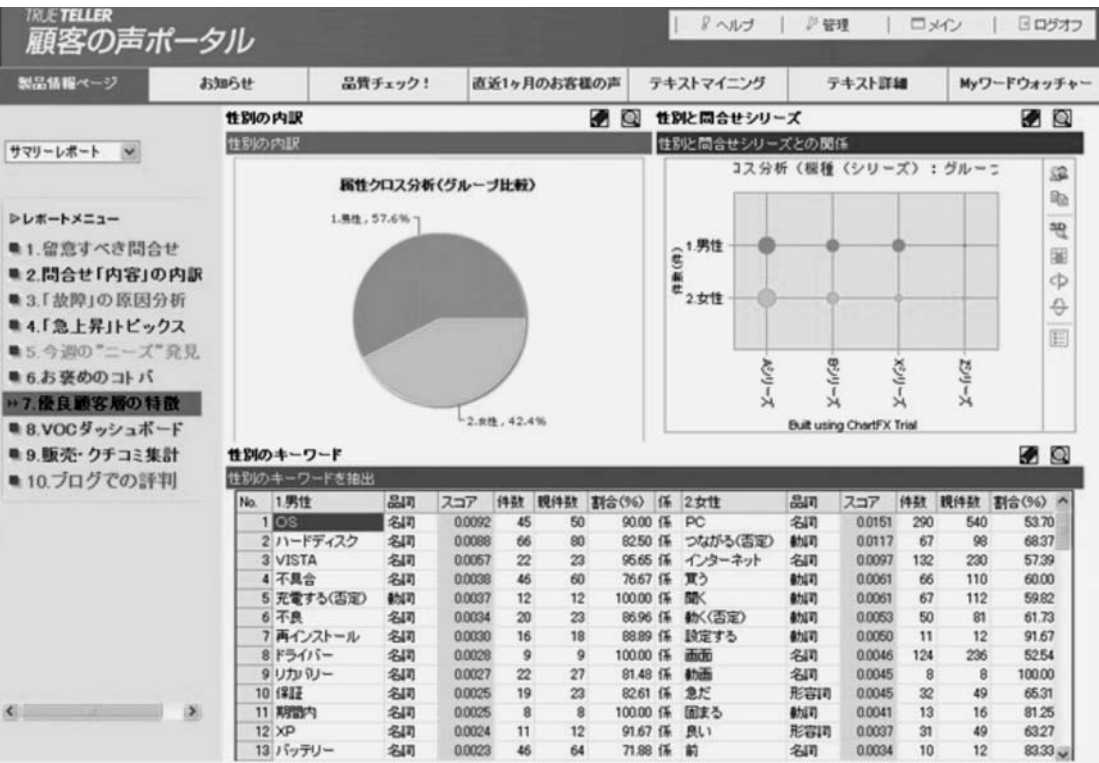 TRUE TELLER
顧客の声ポータル
ヘルプ
管理
メイン
ログオフ
製品情報ページ
お知らせ
品質チェック！
直近1ヶ月のお客様の声
テキストマイニング
テキスト詳細
Myワードウォッチャー
サマリーレポート
レポートメニュー
1.留意すべき問合せ
2.問合せ「内容」の内訳
3.「故障」の原因分析
4.「急上昇」トピックス
5.今週の"ニーズ"発見
6.お褒めのコトバ
7.優良顧客層の特徴
8.VOCダッシュボード
9.販売・クチコミ集計
10.ブログでの評判
性別の内訳
性別の内訳
属性クロス分析(グループ比較)
1.男性, 57.6%
2.女性, 42.4%
性別と問合せシリーズ
性別と問合せシリーズとの関係
コス分析（機種（シリーズ）：グルーつ
件数(件)
1.男性
2.女性
Aシリーズ
Bシリーズ
Xシリーズ
Zシリーズ
Built using ChartFX Trial
性別のキーワード
性別のキーワードを抽出
No. 1.男性 品詞 スコア 件数 親件数 割合(%) 係 2.女性 品詞 スコア 件数 親件数 割合(%)
1 OS 名詞 0.0092 45 50 90.00 係 PC 名詞 0.0151 290 540 53.70
2 ハードディスク 名詞 0.0088 66 80 82.50 係 つながる(否定) 動詞 0.0117 67 98 68.37
3 VISTA 名詞 0.0057 22 23 95.65 係 インターネット 名詞 0.0097 132 230 57.39
4 不具合 名詞 0.0038 46 60 76.67 係 買う 動詞 0.0061 66 110 60.00
5 充電する(否定) 動詞 0.0037 12 12 100.00 係 開く 動詞 0.0061 67 112 59.82
6 不良 名詞 0.0034 20 23 86.96 係 動く(否定) 動詞 0.0053 50 81 61.73
7 再インストール 名詞 0.0030 16 18 88.89 係 設定する 動詞 0.0050 11 12 91.67
8 ドライバー 名詞 0.0028 9 9 100.00 係 画面 名詞 0.0046 124 236 52.54
9 リカバリー 名詞 0.0027 22 27 81.48 係 動画 名詞 0.0045 8 8 100.00
10 保証 名詞 0.0025 19 23 82.61 係 急だ 形容詞 0.0045 32 49 65.31
11 期間内 名詞 0.0025 8 8 100.00 係 固まる 動詞 0.0041 13 16 81.25
12 XP 名詞 0.0024 11 12 91.67 係 良い 形容詞 0.0037 31 49 63.27
13 バッテリー 名詞 0.0023 46 64 71.88 係 前 名詞 0.0034 10 12 83.33